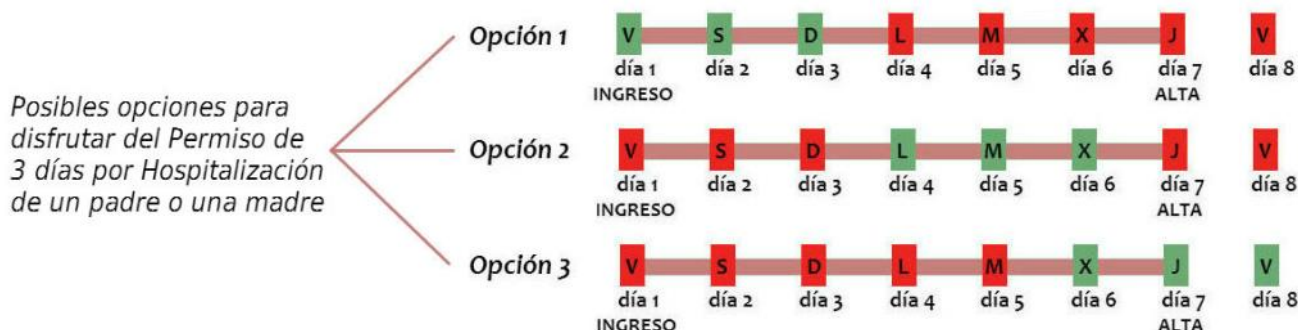 Posibles opciones para
disfrutar del Permiso de
3 días por Hospitalización
de un padre o una madre
Opción 1
V S D L M X J V
día 1 día 2 día 3 día 4 día 5 día 6 día 7 día 8
INGRESO ALTA
Opción 2
V S D L M X J V
día 1 día 2 día 3 día 4 día 5 día 6 día 7 día 8
INGRESO ALTA
Opción 3
V S D L M X J V
día 1 día 2 día 3 día 4 día 5 día 6 día 7 día 8
INGRESO ALTA